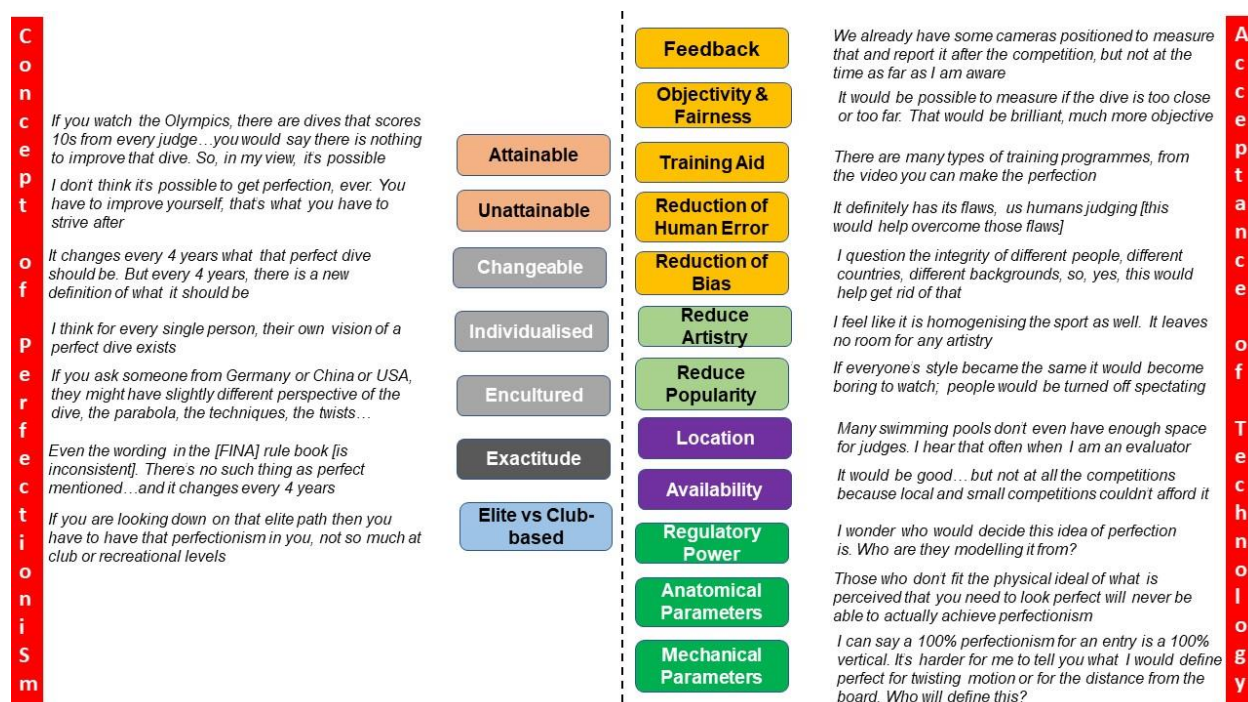 Concept of PerfectioniSm
If you watch the Olympics, there are dives that scores
10s from every judge…you would say there is nothing
to improve that dive. So, in my view, it's possible
Attainable
I don't think it's possible to get perfection, ever. You
have to improve yourself, that's what you have to
strive after
Unattainable
It changes every 4 years what that perfect dive
should be. But every 4 years, there is a new
definition of what it should be
Changeable
I think for every single person, their own vision of a
perfect dive exists
Individualised
If you ask someone from Germany or China or USA,
they might have slightly different perspective of the
dive, the parabola, the techniques, the twists…
Encultured
Even the wording in the [FINA] rule book [is
inconsistent]. There's no such thing as perfect
mentioned…and it changes every 4 years
Exactitude
If you are looking down on that elite path then you
have to have that perfectionism in you, not so much at
club or recreational levels
Elite vs Club-
based
Feedback
We already have some cameras positioned to measure
that and report it after the competition, but not at the
time as far as I am aware
Objectivity &
Fairness
It would be possible to measure if the dive is too close
or too far. That would be brilliant, much more objective
Training Aid
There are many types of training programmes, from
the video you can make the perfection
Reduction of
Human Error
It definitely has its flaws, us humans judging [this
would help overcome those flaws]
Reduction of
Bias
I question the integrity of different people, different
countries, different backgrounds, so, yes, this would
help get rid of that
Reduce
Artistry
I feel like it is homogenising the sport as well. It leaves
no room for any artistry
Reduce
Popularity
If everyone's style became the same it would become
boring to watch; people would be turned off spectating
Location
Many swimming pools don't even have enough space
for judges. I hear that often when I am an evaluator
Availability
It would be good…but not at all the competitions
because local and small competitions couldn't afford it
Regulatory
Power
I wonder who would decide this idea of perfection
is. Who are they modelling it from?
Anatomical
Parameters
Those who don't fit the physical ideal of what is
perceived that you need to look perfect will never be
able to actually achieve perfectionism
Mechanical
Parameters
I can say a 100% perfectionism for an entry is a 100%
vertical. It's harder for me to tell you what I would define
perfect for twisting motion or for the distance from the
board. Who will define this?
Acceptance of Technology